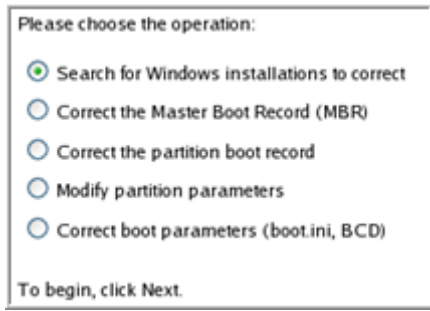 Please choose the operation:
Search for Windows installations to correct
Correct the Master Boot Record (MBR)
Correct the partition boot record
Modify partition parameters
Correct boot parameters (boot.ini, BCD)
To begin, click Next.